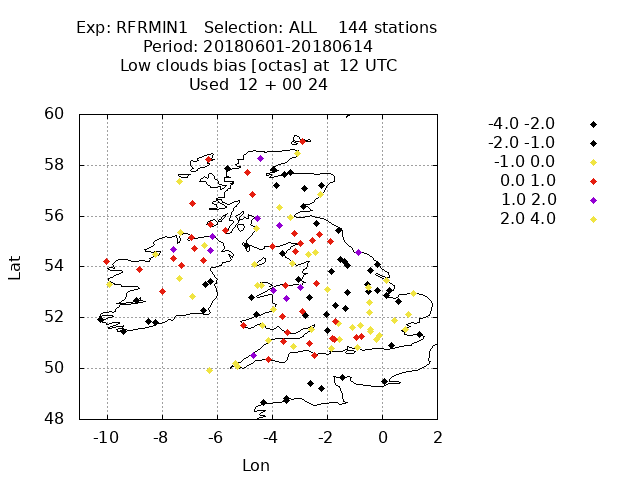 Exp: RFRMIN1 Selection: ALL 144 stations
Period: 20180601-20180614
Low clouds bias [octas] at 12 UTC
Used 12 + 00 24
60
58
56
54
52
50
48
-10 -8 -6 -4 -2 0 2
Lat
Lon
-4.0 -2.0
-2.0 -1.0
-1.0 0.0
0.0 1.0
1.0 2.0
2.0 4.0